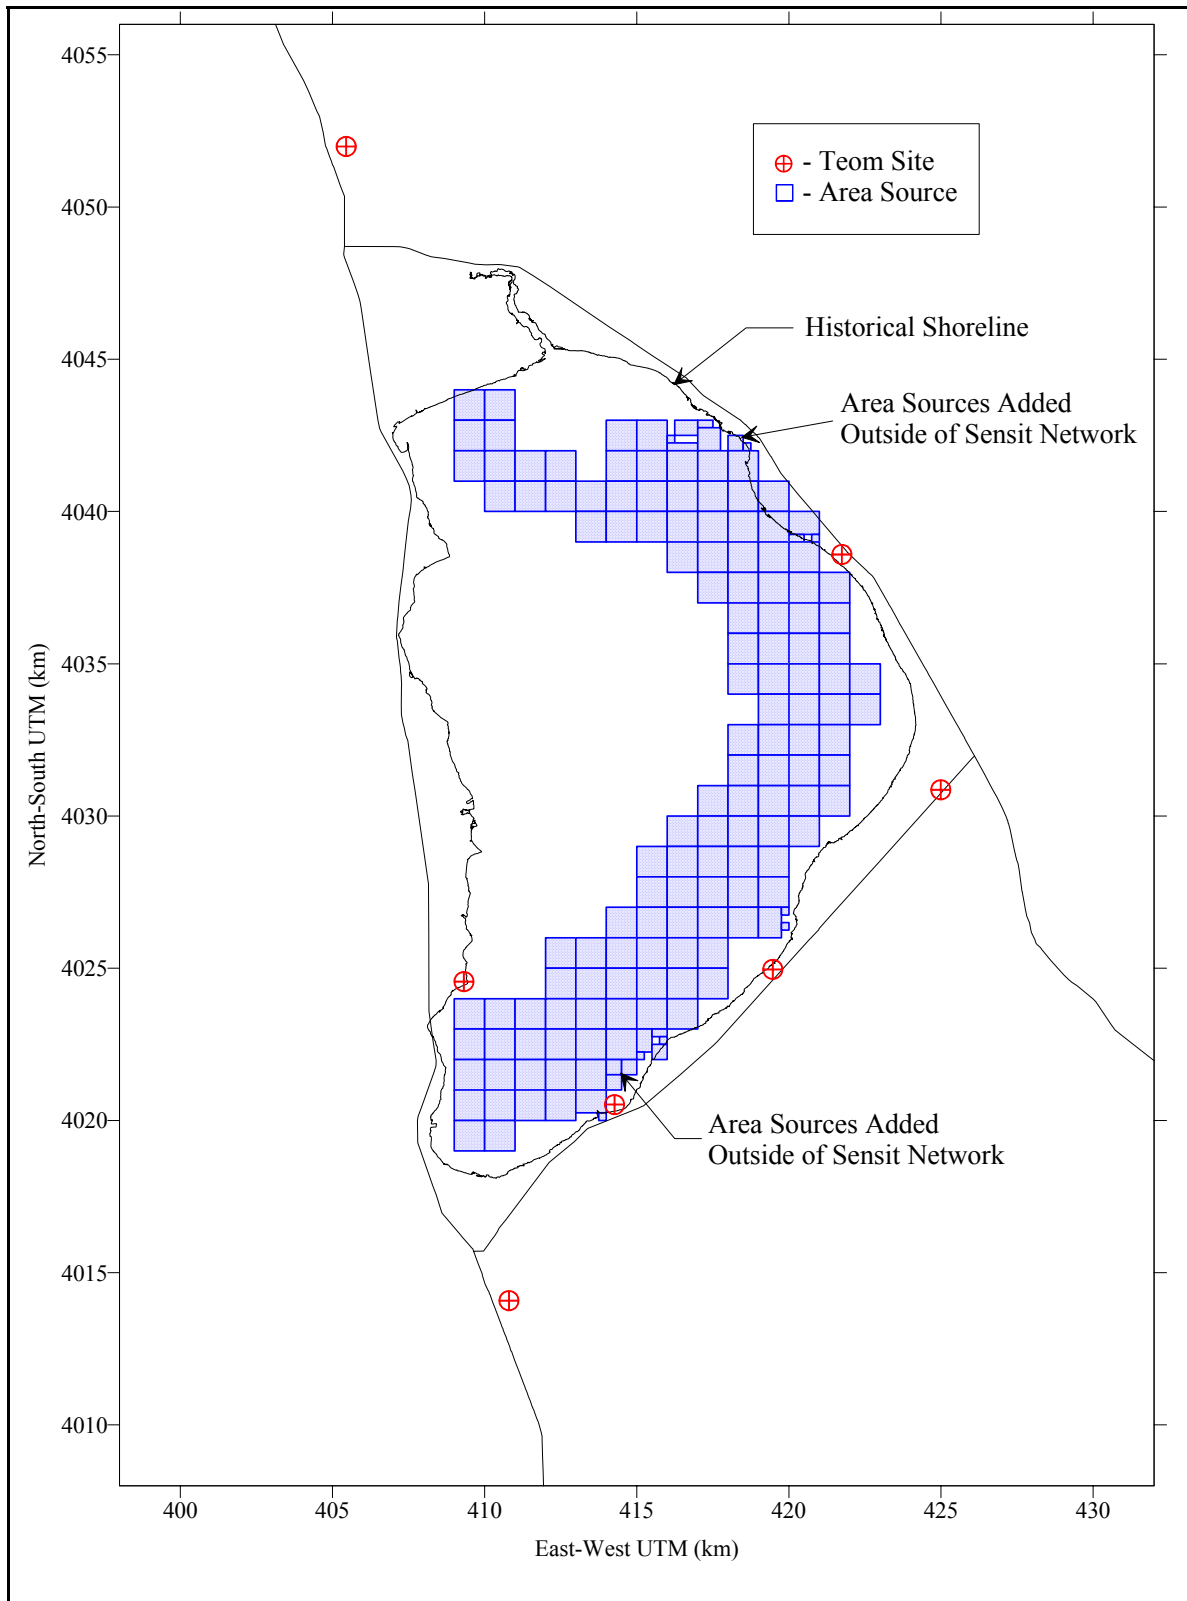 4055
4050
4045
4040
4035
4030
4025
4020
4015
4010
North-South UTM (km)
- Teom Site
- Area Source
Historical Shoreline
Area Sources Added
Outside of Sensit Network
Area Sources Added
Outside of Sensit Network
400 405 410 415 420 425 430
East-West UTM (km)